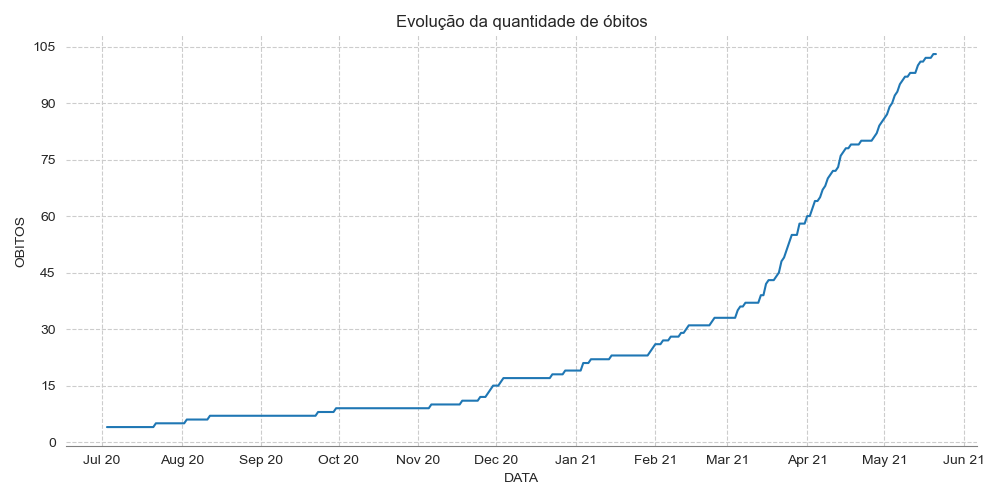 Evolução da quantidade de óbitos
105
90
75
60
45
30
15
0
OBITOS
Jul 20 Aug 20 Sep 20 Oct 20 Nov 20 Dec 20 Jan 21 Feb 21 Mar 21 Apr 21 May 21 Jun 21
DATA